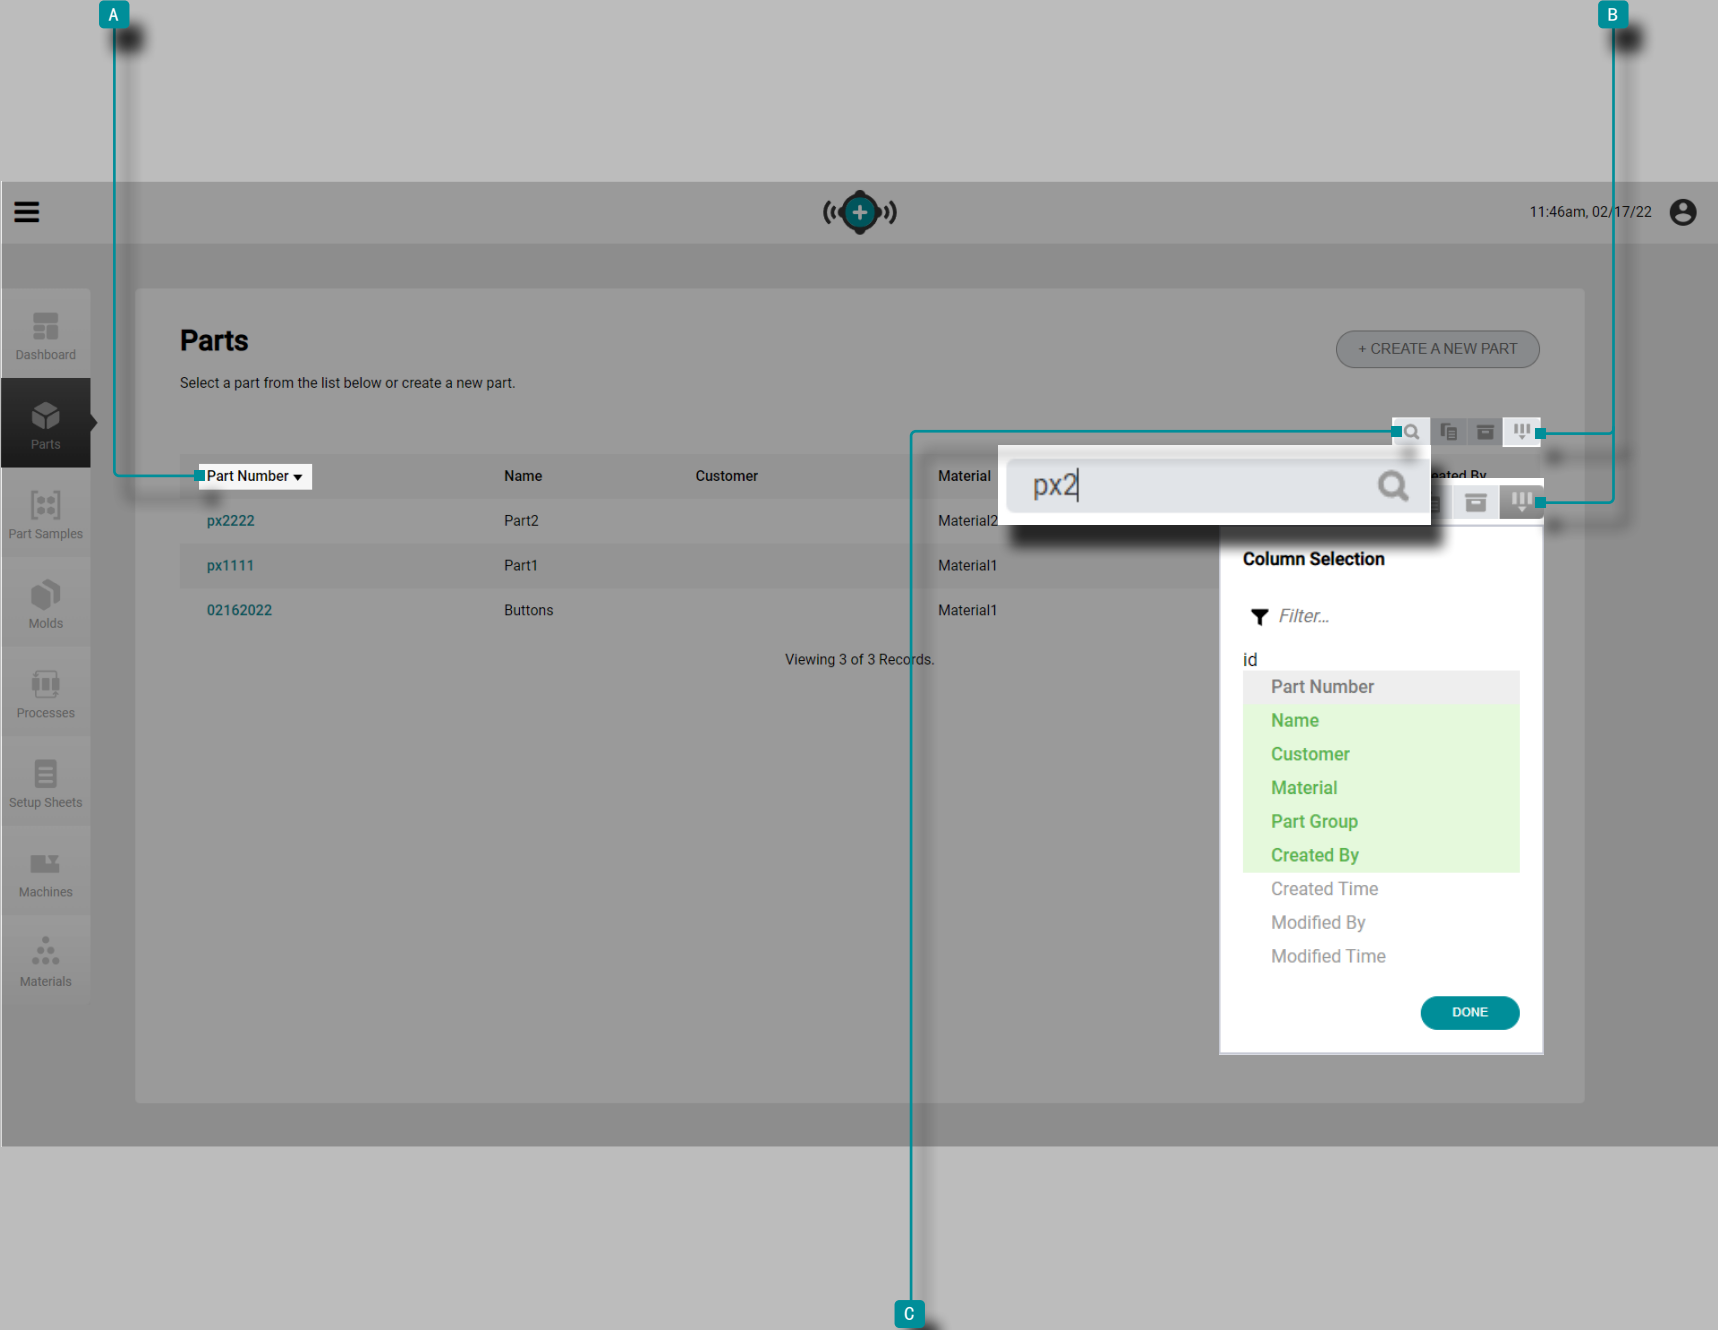 A
B
11:46am, 02/17/22
Dashboard
Parts
Part Samples
Molds
Processes
Setup Sheets
Machines
Materials
Parts
+ CREATE A NEW PART
Select a part from the list below or create a new part.
Part Number Name Customer Material
px2
px2222 Part2 Material2
px1111 Part1 Material1
02162022 Buttons Material1
Viewing 3 of 3 Records.
Column Selection
Filter...
id
Part Number
Name
Customer
Material
Part Group
Created By
Created Time
Modified By
Modified Time
DONE
C